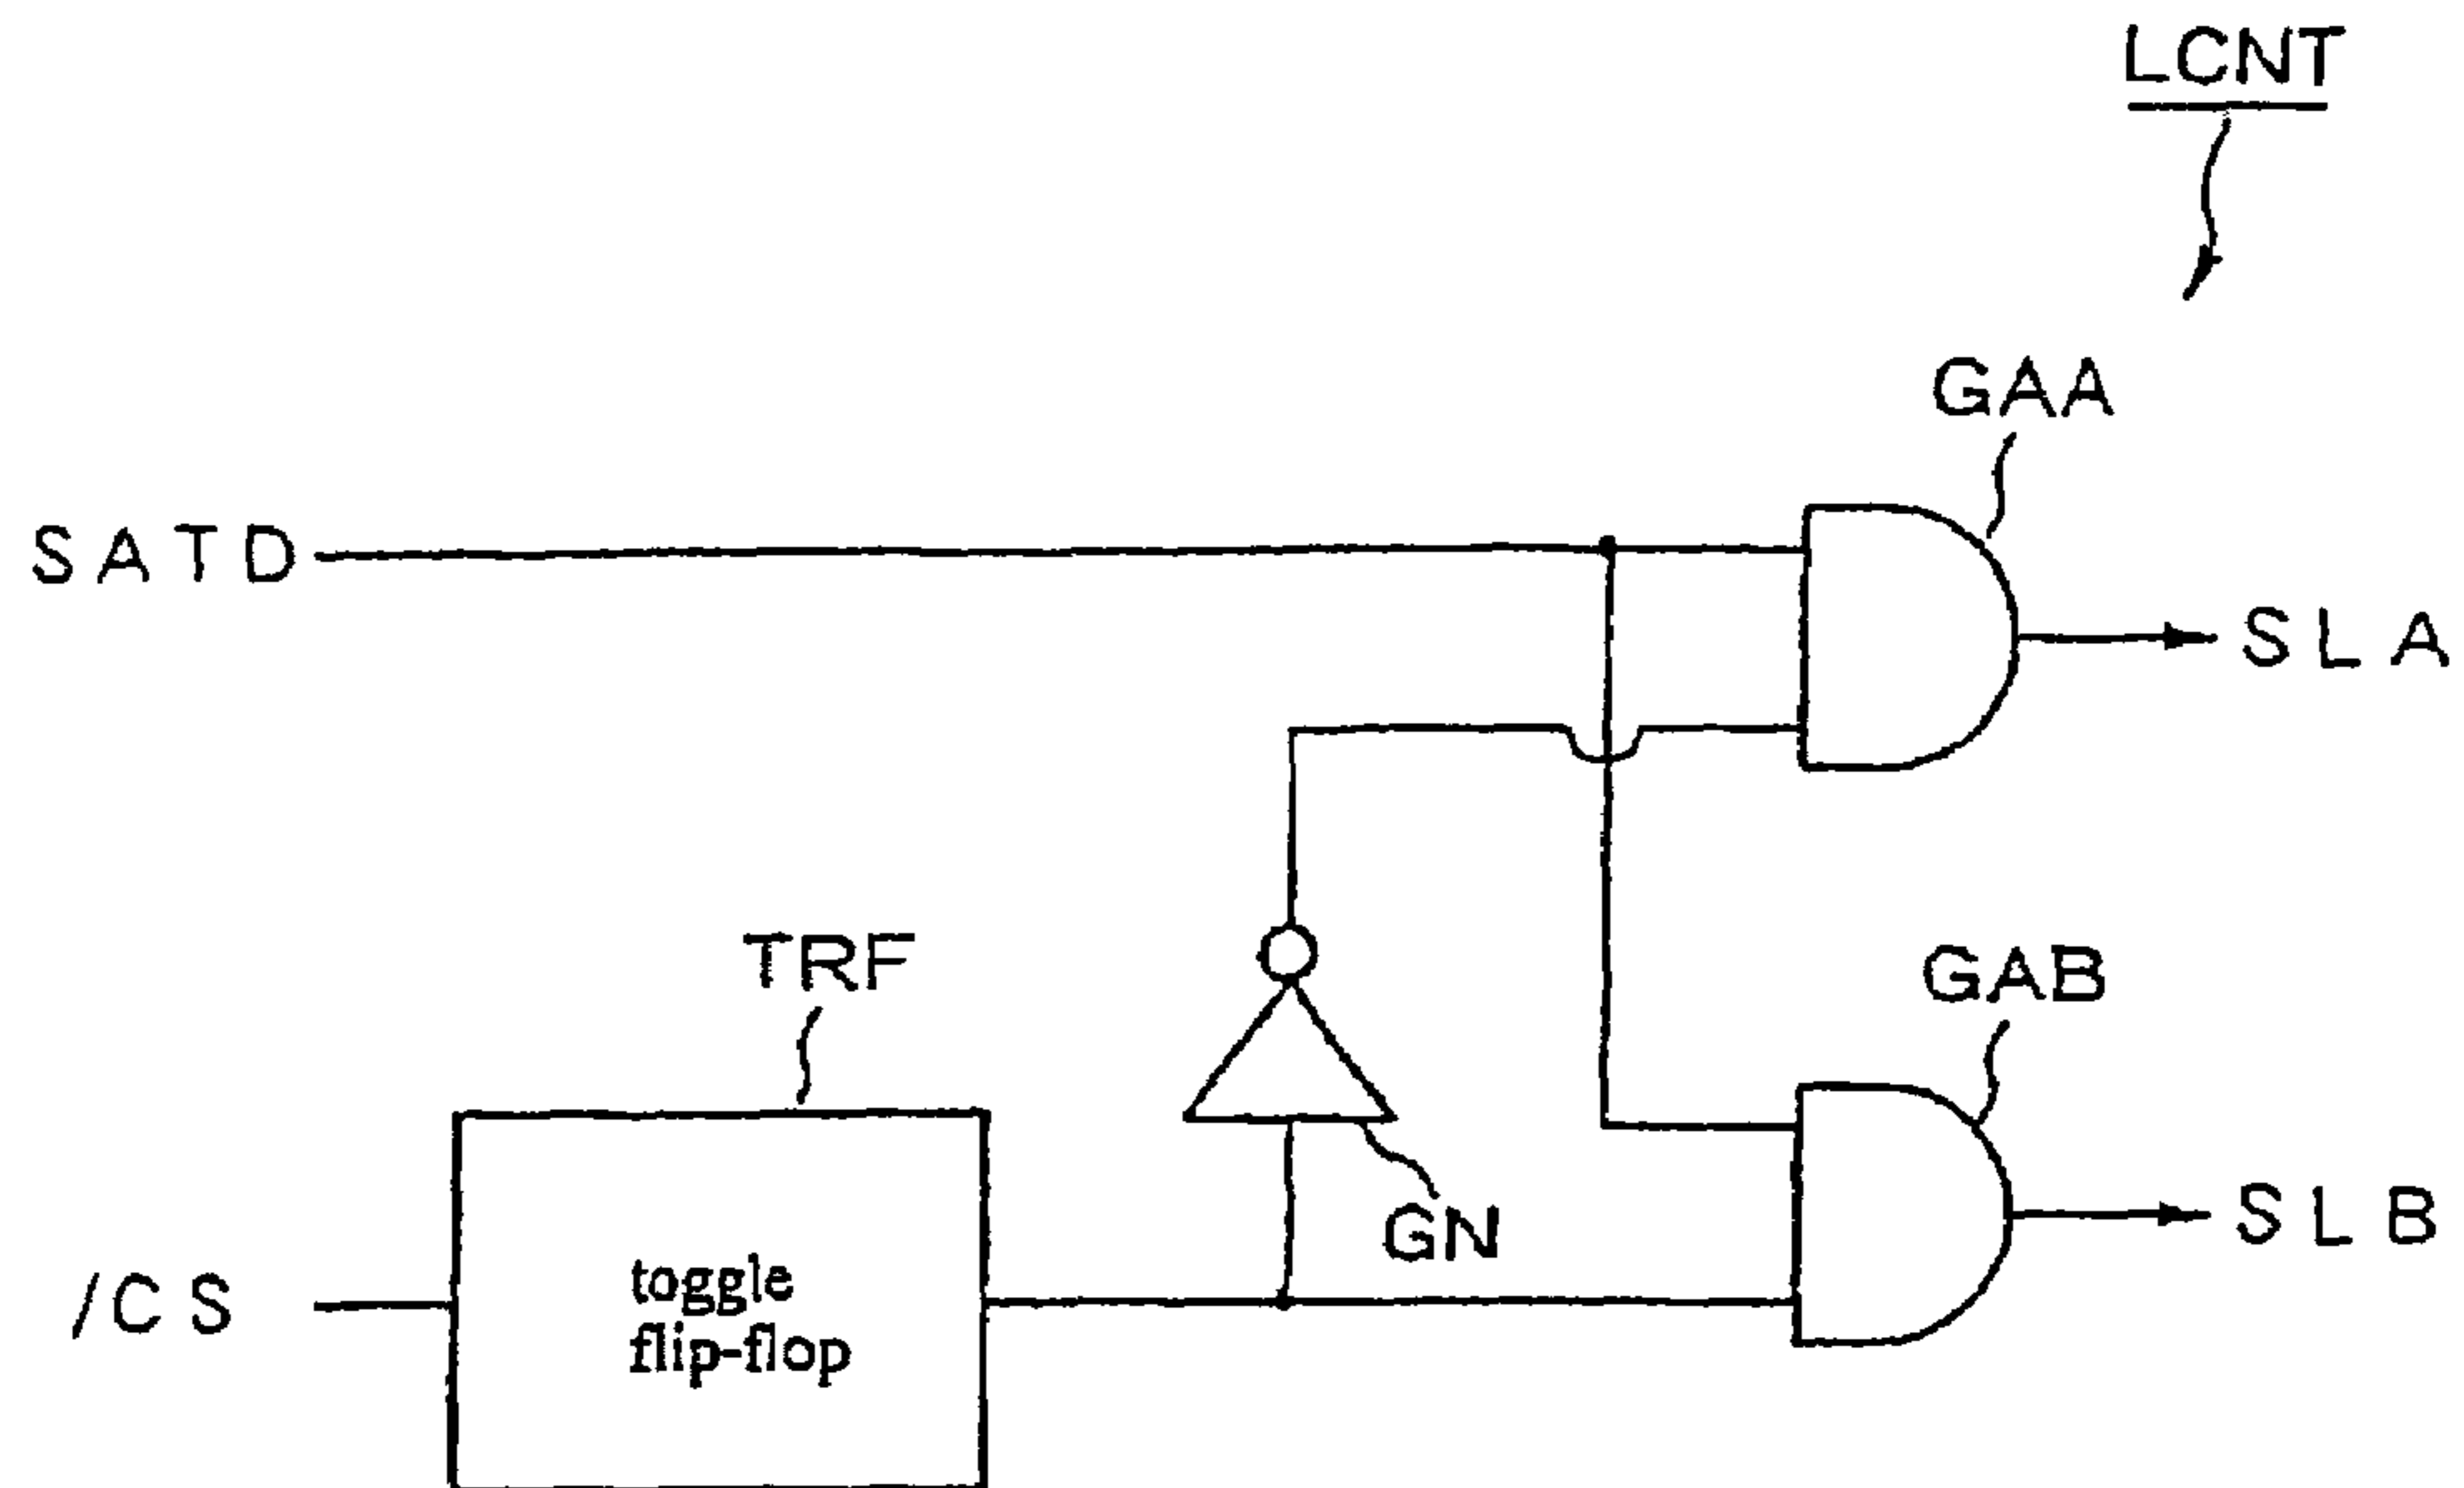 LCNT
GAA
SATD
SLA
TRF
GAB
GN
SLB
/CS
toggle
flip-flop